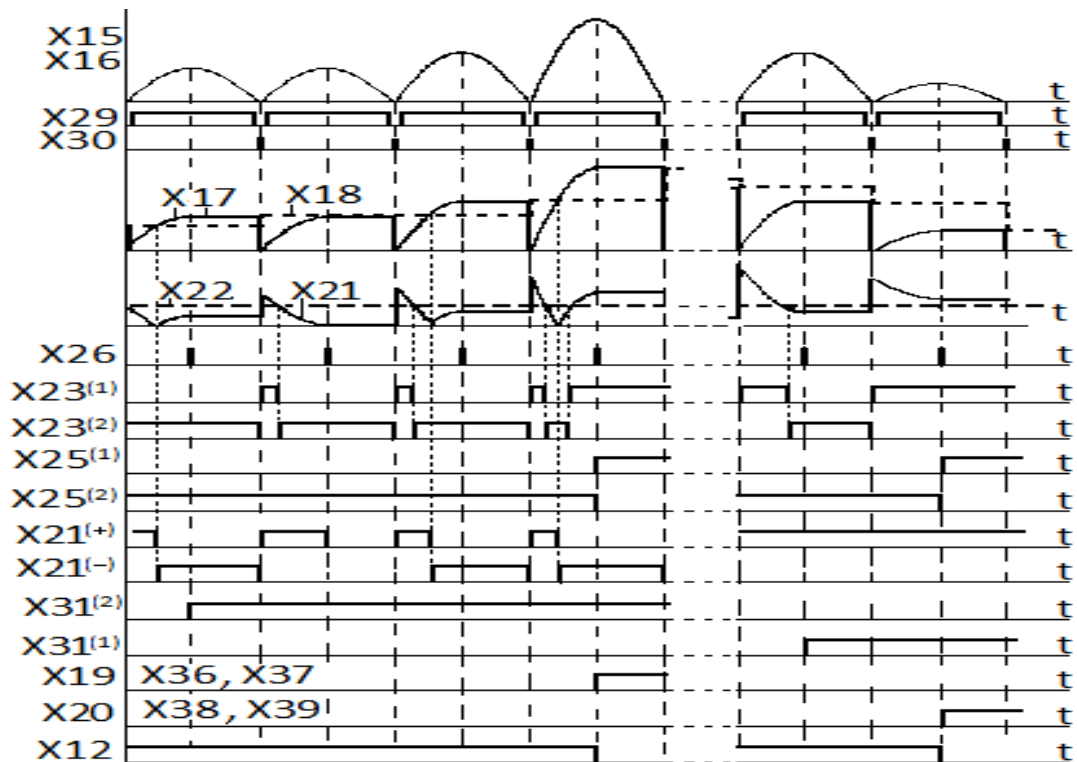 X15
X16
t
X29
t
X30
t
X17
X18
t
X22
X21
t
X26
t
X23(1)
t
X23(2)
t
X25(1)
t
X25(2)
t
X21(+)
t
X21(−)
t
X31(2)
t
X31(1)
t
X19
X36, X37
t
X20
X38, X39
t
X12
t